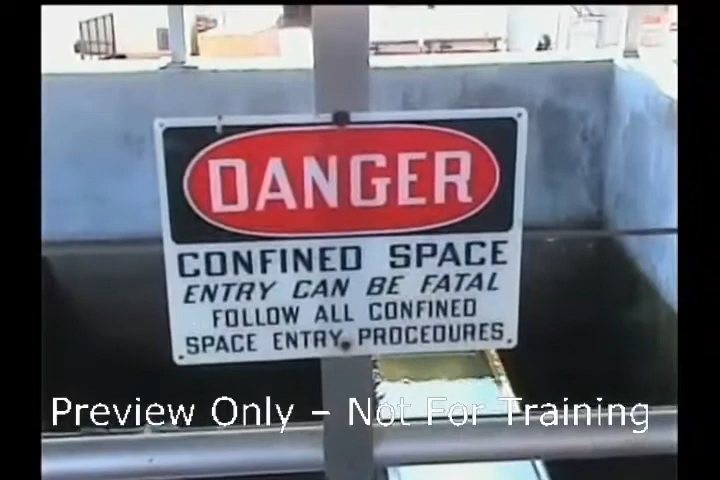 DANGER
CONFINED SPACE
ENTRY CAN BE FATAL
FOLLOW ALL CONFINED
SPACE ENTRY PROCEDURES.
Preview Only – Not For Training